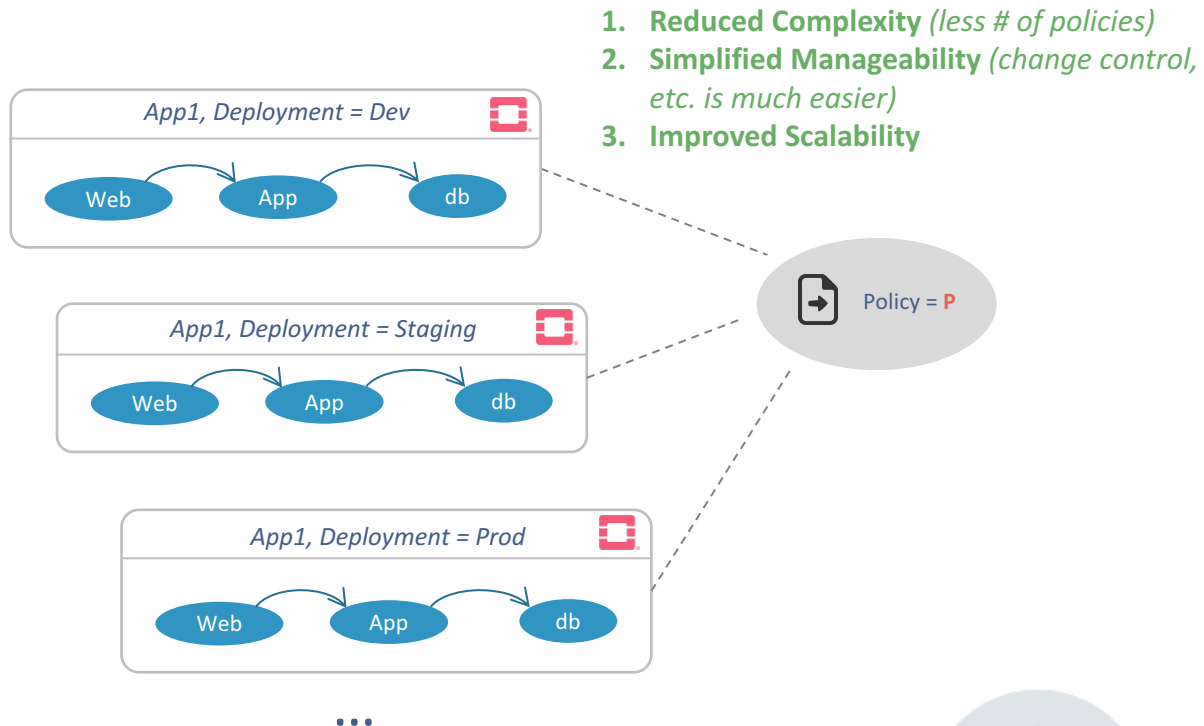 1. Reduced Complexity (less # of policies)
2. Simplified Manageability (change control,
etc. is much easier)
3. Improved Scalability
App1, Deployment = Dev
Web
App
db
App1, Deployment = Staging
Web
App
db
Policy = P
App1, Deployment = Prod
Web
App
db
...